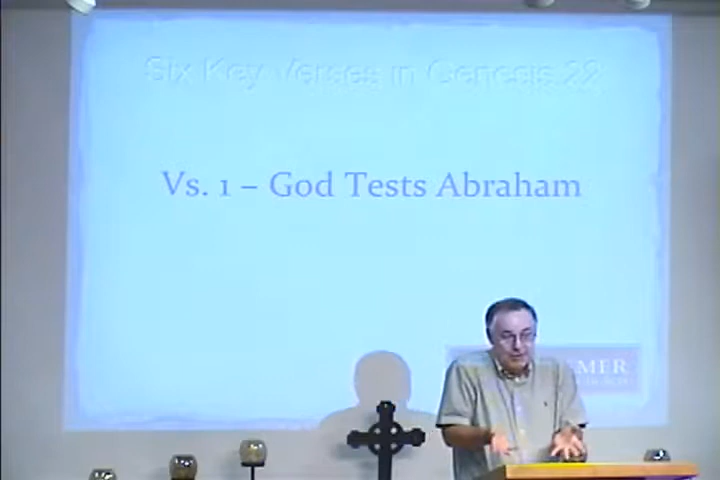 Six Key Verses in Genesis 22
Vs. 1 – God Tests Abraham